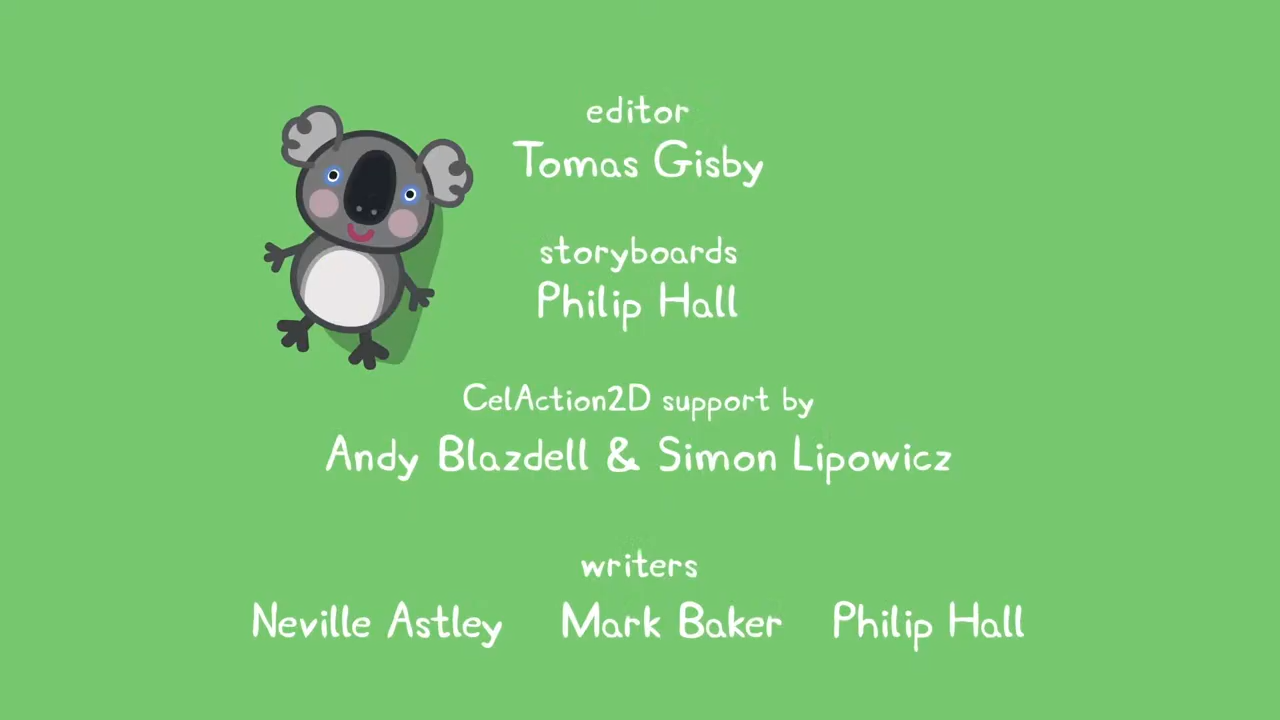 editor
Tomas Gisby
storyboards
Philip Hall
CelAction2D support by
Andy Blazdell & Simon Lipowicz
writers
Neville Astley Mark Baker Philip Hall